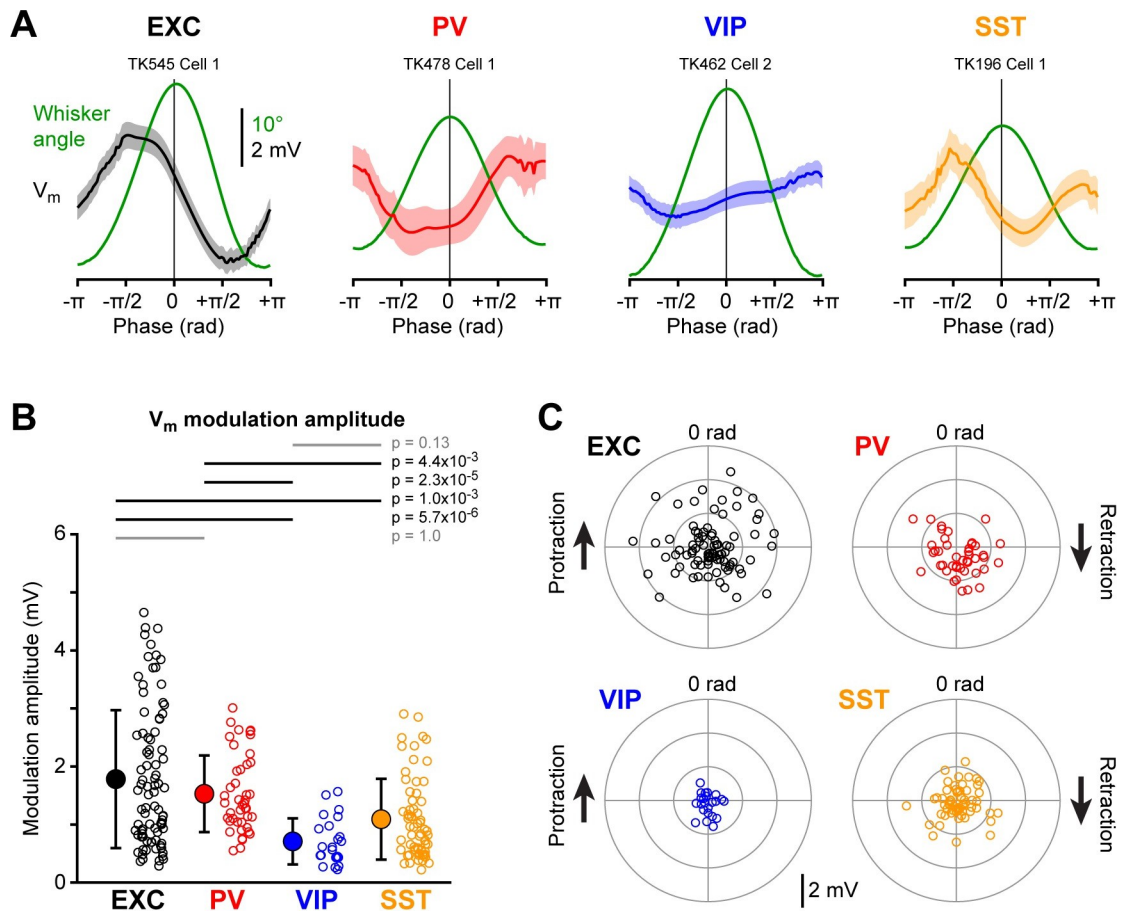 A
EXC PV VIP SST
TK545 Cell 1 TK478 Cell 1 TK462 Cell 2 TK196 Cell 1
Whisker
angle
10°
2 mV
Vm
-π -π/2 0 +π/2 +π -π -π/2 0 +π/2 +π -π -π/2 0 +π/2 +π -π -π/2 0 +π/2 +π
Phase (rad) Phase (rad) Phase (rad) Phase (rad)
B
Vm modulation amplitude
p = 0.13
p = 4.4x10-3
p = 2.3x10-5
p = 1.0x10-3
p = 5.7x10-6
p = 1.0
Modulation amplitude (mV)
6
4
2
0
EXC PV VIP SST
C
EXC 0 rad PV 0 rad
Protraction Retraction
VIP 0 rad SST 0 rad
Protraction Retraction
2 mV